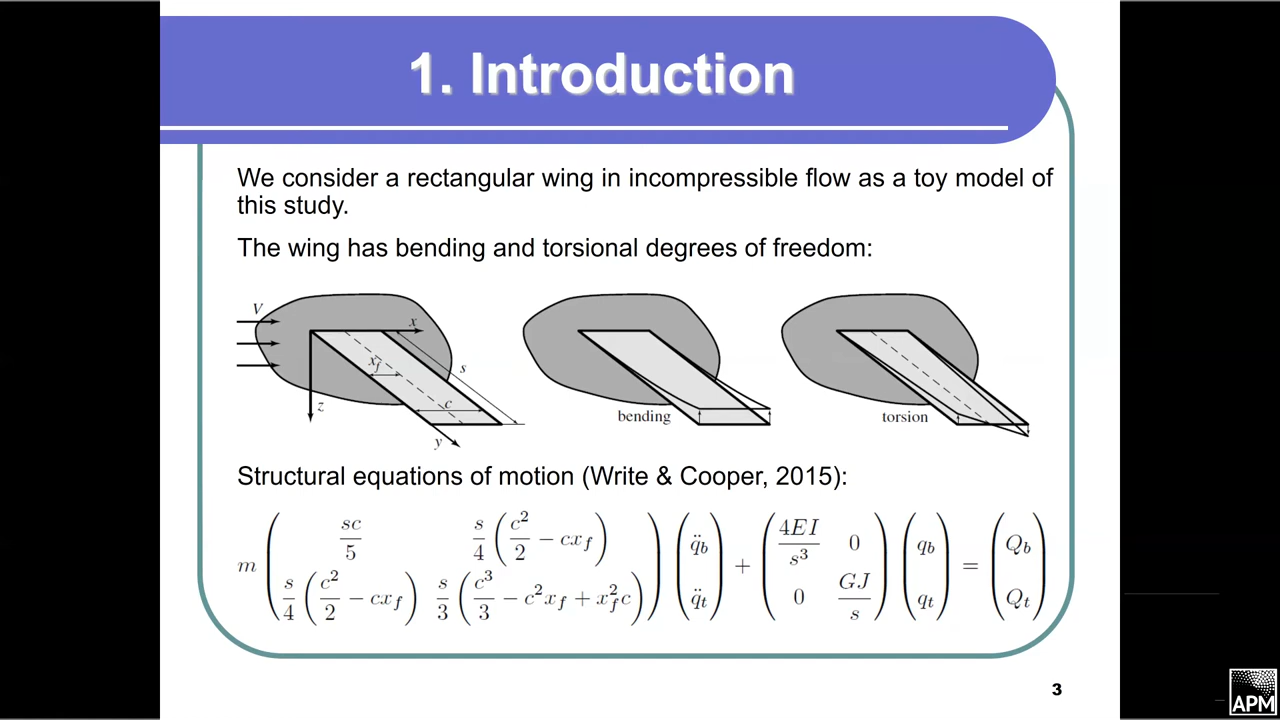 1. Introduction
We consider a rectangular wing in incompressible flow as a toy model of
this study.
The wing has bending and torsional degrees of freedom:
V
x
x_f
s
c
z
y
bending
torsion
Structural equations of motion (Write & Cooper, 2015):
m ( sc/5   s/4 ( c²/2 − cx_f ) ; s/4 ( c²/2 − cx_f )   s/3 ( c³/3 − c²x_f + x_f²c ) ) ( q̈_b ; q̈_t ) + ( 4EI/s³   0 ; 0   GJ/s ) ( q_b ; q_t ) = ( Q_b ; Q_t )
3
APM